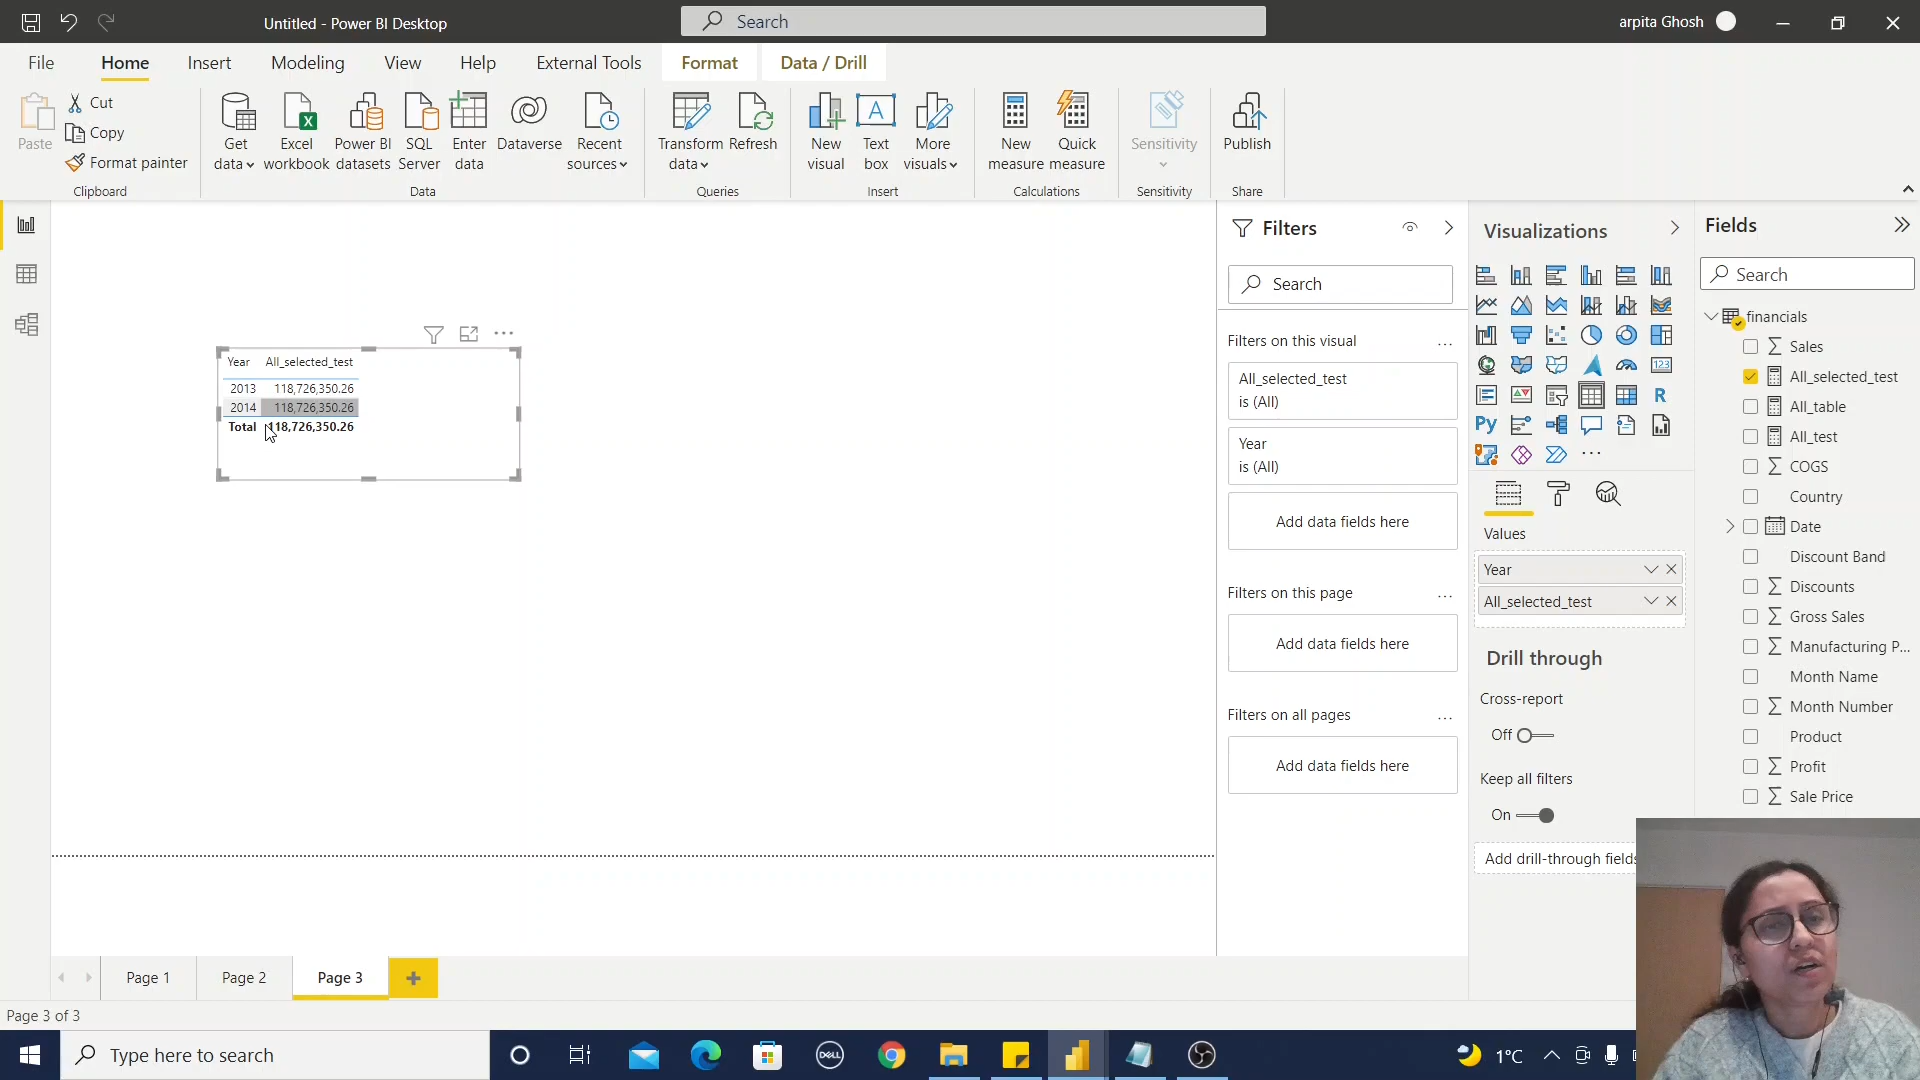 Untitled - Power BI Desktop
Search
arpita Ghosh
File
Home
Insert
Modeling
View
Help
External Tools
Format
Data / Drill
Paste
Cut
Copy
Format painter
Clipboard
Get data
Excel workbook
Power BI datasets
SQL Server
Enter data
Dataverse
Recent sources
Data
Transform data
Refresh
Queries
New visual
Text box
More visuals
Insert
New measure
Quick measure
Calculations
Sensitivity
Sensitivity
Publish
Share
Year All_selected_test
2013 118,726,350.26
2014 118,726,350.26
Total 118,726,350.26
Filters
Search
Filters on this visual
...
All_selected_test
is (All)
Year
is (All)
Add data fields here
Filters on this page
...
Add data fields here
Filters on all pages
...
Add data fields here
Visualizations
123
R
Py
...
Values
Year
All_selected_test
Drill through
Cross-report
Off
Keep all filters
On
Add drill-through fields
Fields
Search
financials
Sales
All_selected_test
All_table
All_test
COGS
Country
Date
Discount Band
Discounts
Gross Sales
Manufacturing P...
Month Name
Month Number
Product
Profit
Sale Price
Page 1
Page 2
Page 3
Page 3 of 3
Type here to search
DELL
1°C